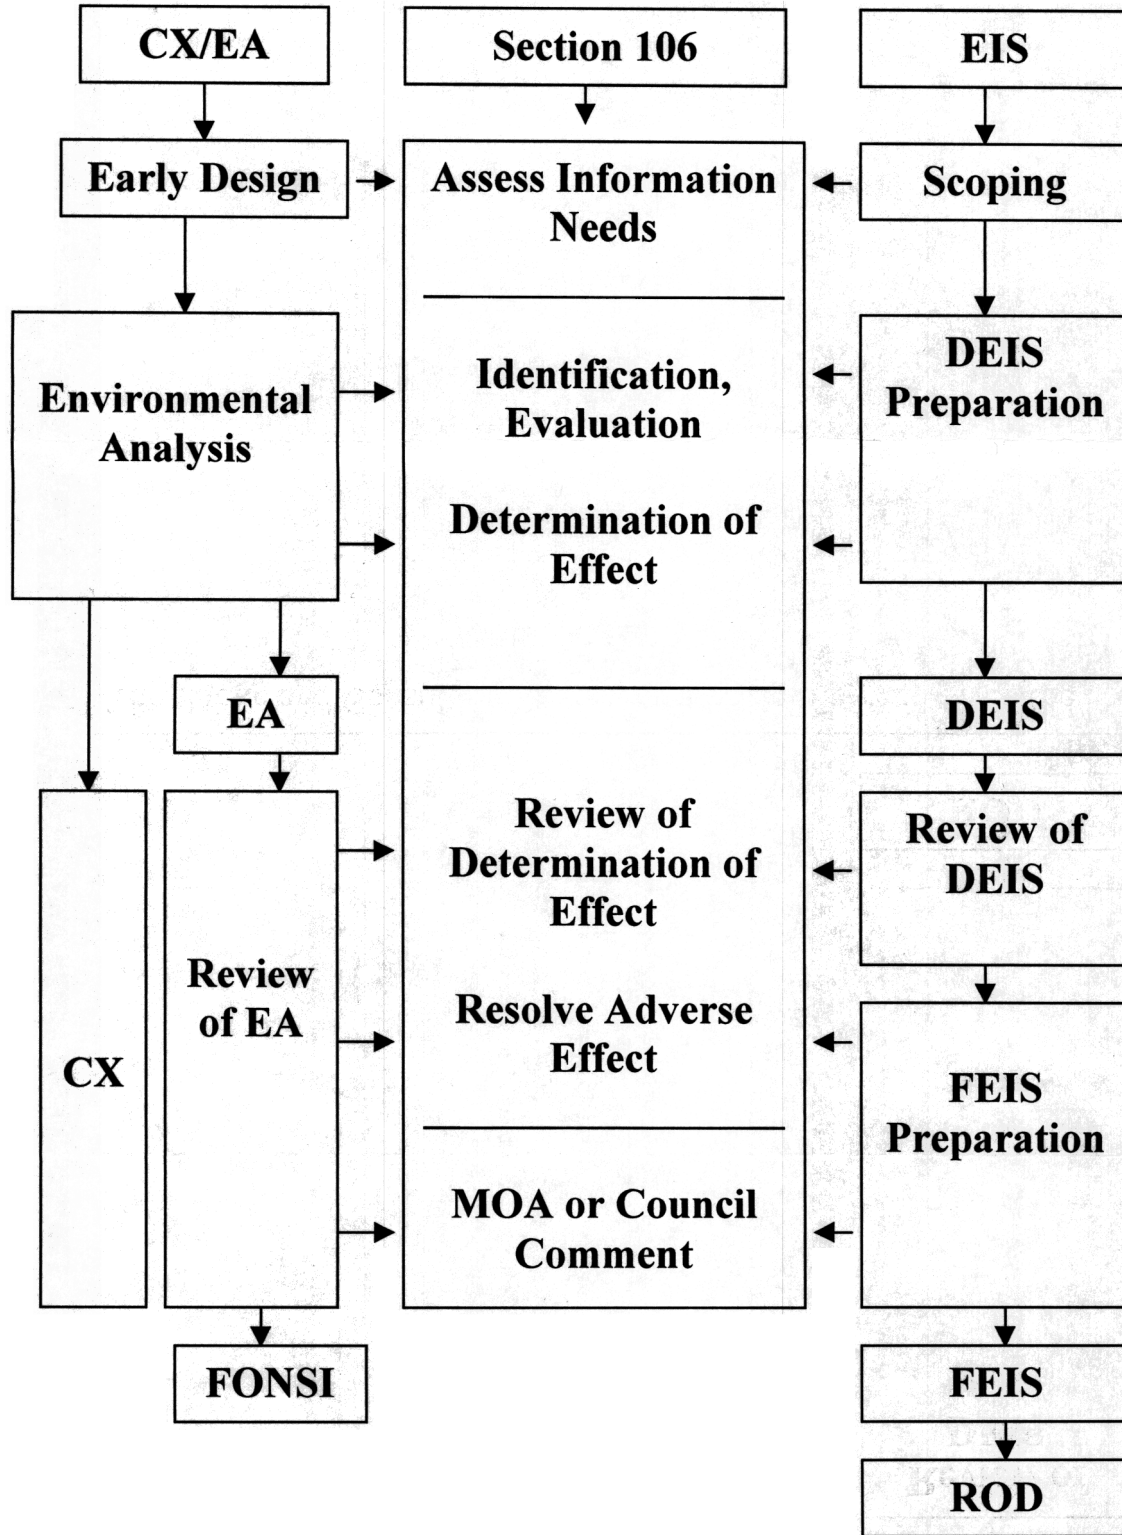 CX/EA
Section 106
EIS
Early Design
Assess Information
Needs
Scoping
Environmental
Analysis
Identification,
Evaluation
Determination of
Effect
DEIS
Preparation
EA
DEIS
CX
Review
of EA
Review of
Determination of
Effect
Resolve Adverse
Effect
Review of
DEIS
FEIS
Preparation
MOA or Council
Comment
FONSI
FEIS
ROD